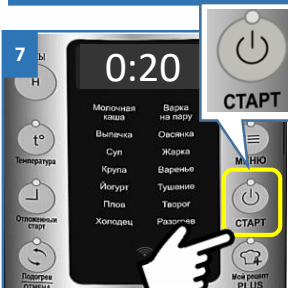 7
Н
0:20
СТАРТ
Молочная каша
Варка на пару
Выпечка
Овсянка
Суп
Жарка
Крупа
Варенье
Йогурт
Тушение
Плов
Творог
Холодец
Разогрев
t°
Температура
МЕНЮ
Отложенный старт
СТАРТ
Подогрев
ОТМЕНА
Мой рецепт
PLUS